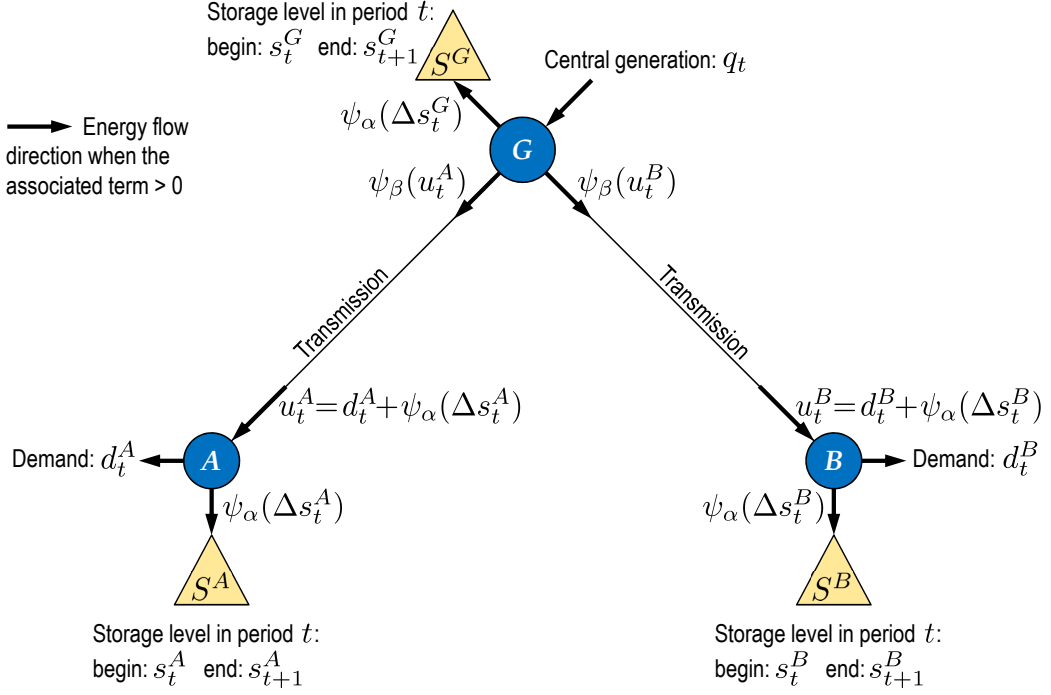 Storage level in period t:
begin: s_t^G end: s_{t+1}^G
S^G
Central generation: q_t
ψ_α(Δs_t^G)
Energy flow
direction when the
associated term > 0
G
ψ_β(u_t^A)
ψ_β(u_t^B)
Transmission
Transmission
u_t^A=d_t^A+ψ_α(Δs_t^A)
u_t^B=d_t^B+ψ_α(Δs_t^B)
Demand: d_t^A
A
B
Demand: d_t^B
ψ_α(Δs_t^A)
ψ_α(Δs_t^B)
S^A
S^B
Storage level in period t:
begin: s_t^A end: s_{t+1}^A
Storage level in period t:
begin: s_t^B end: s_{t+1}^B